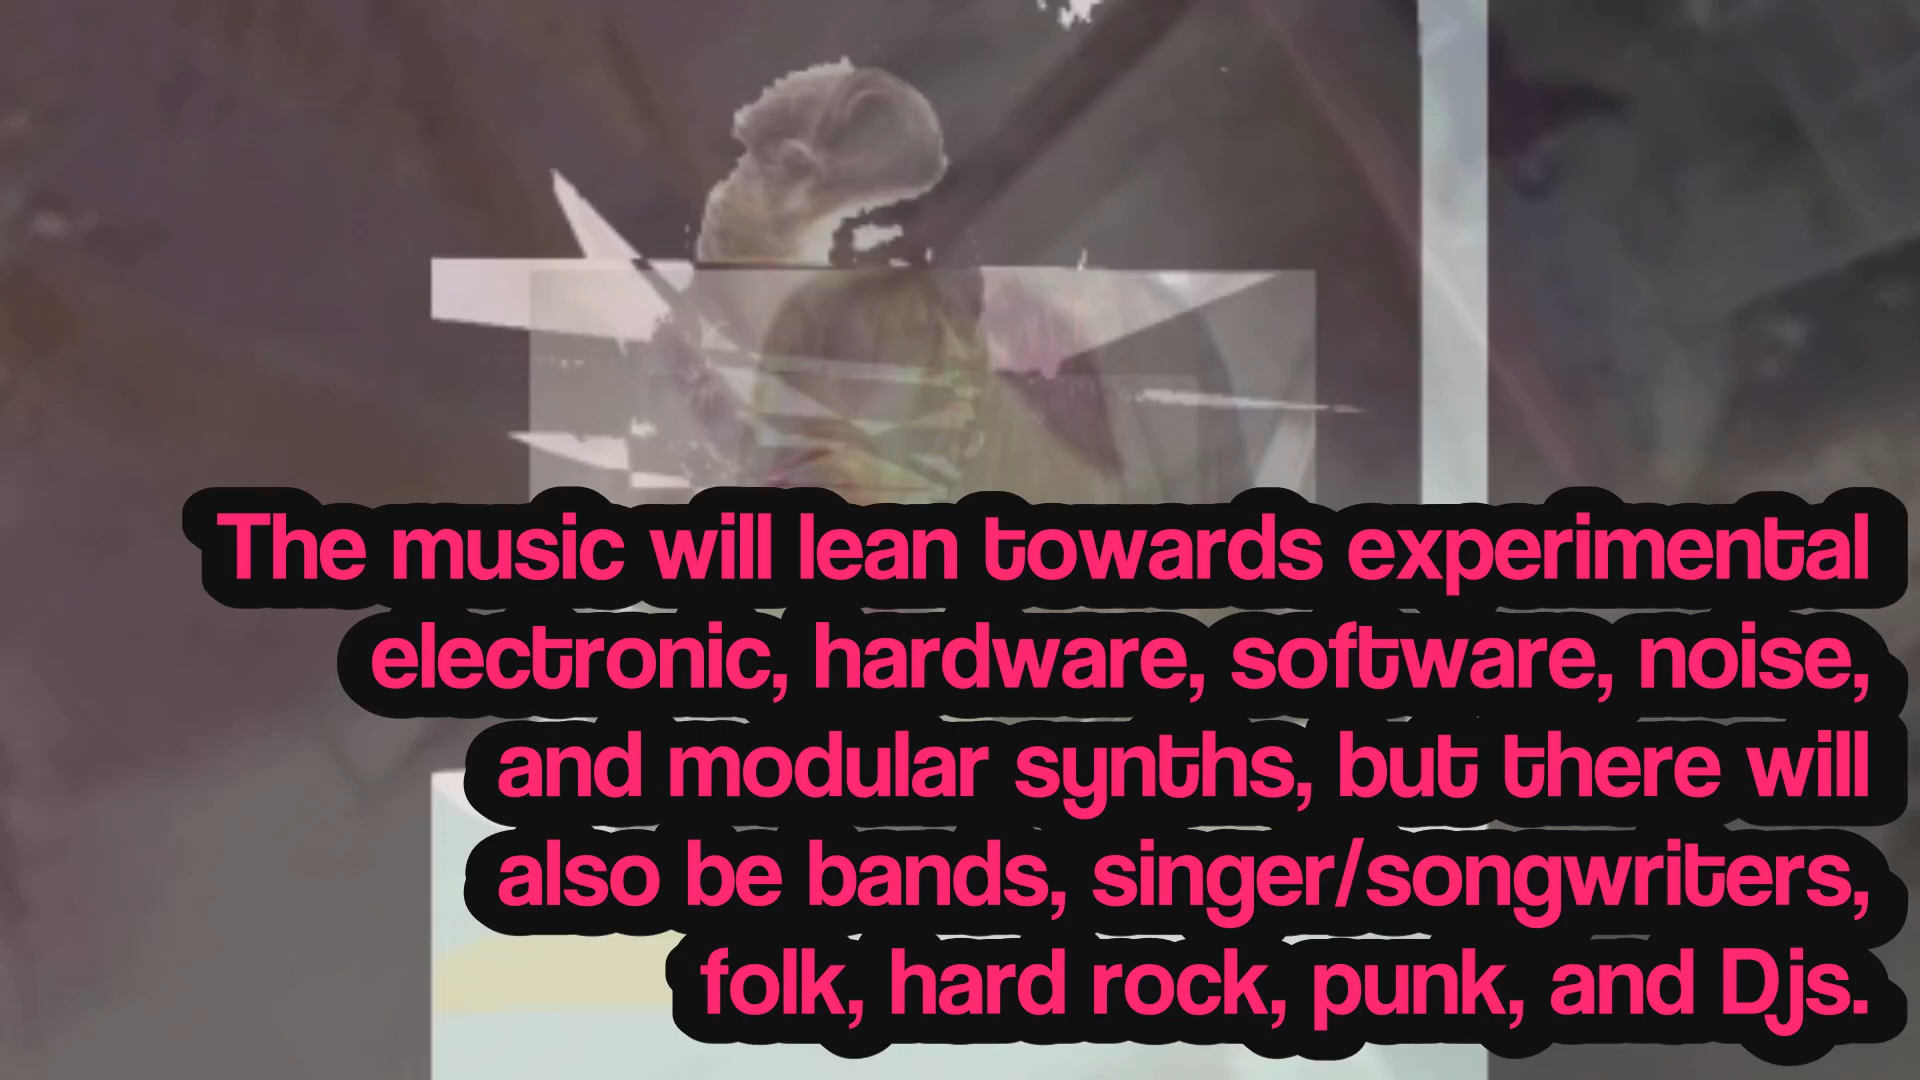 The music will lean towards experimental
electronic, hardware, software, noise,
and modular synths, but there will
also be bands, singer/songwriters,
folk, hard rock, punk, and Djs.